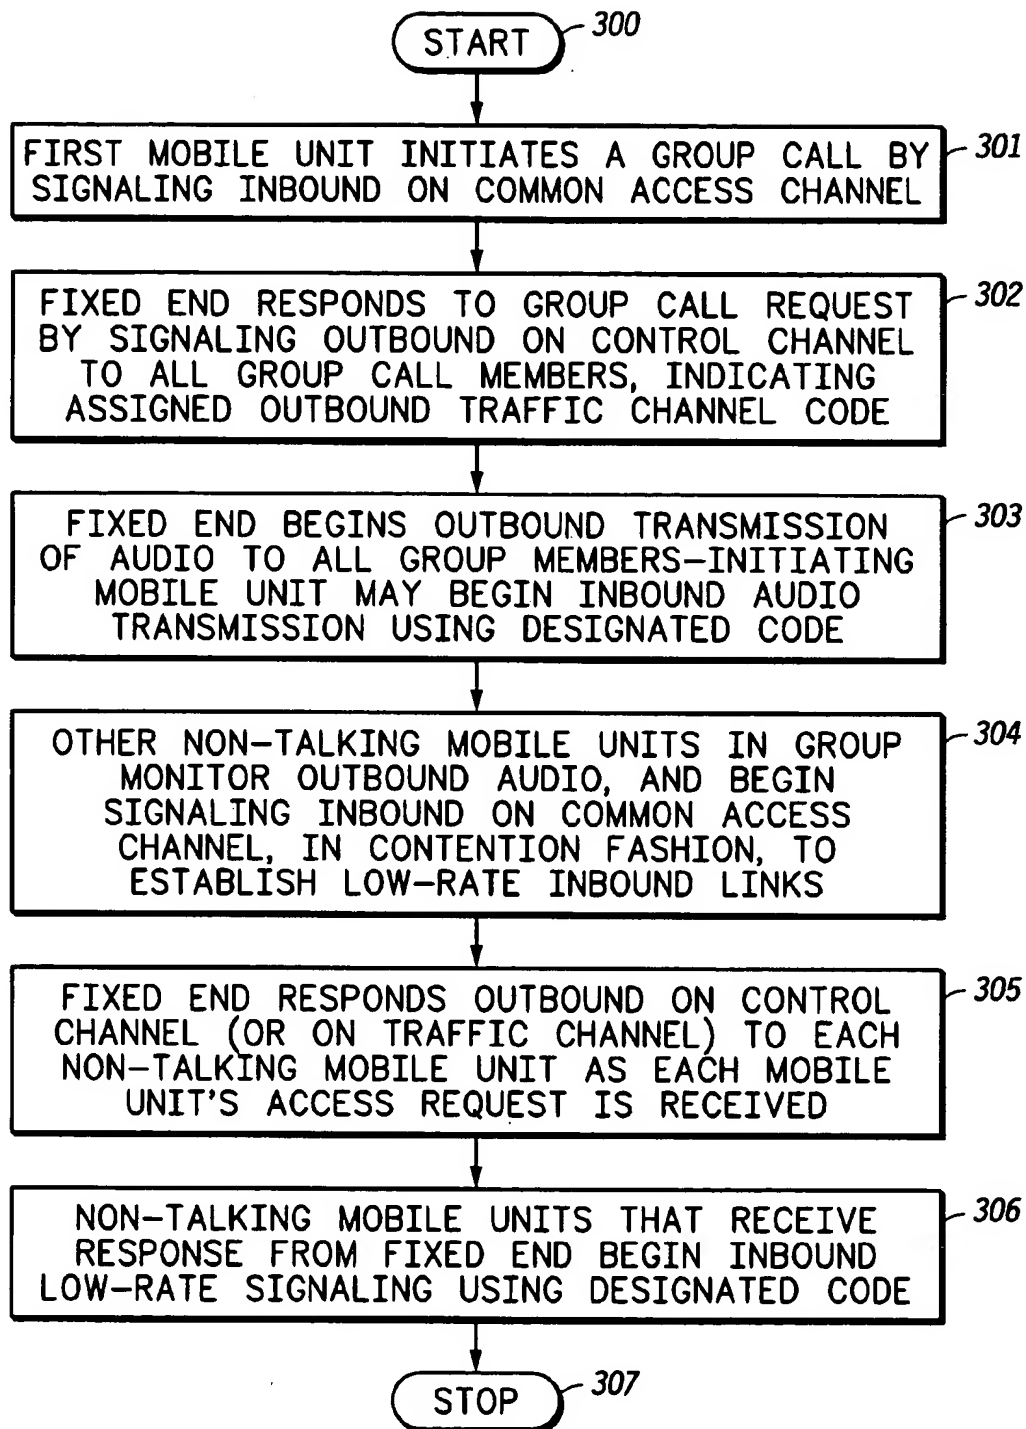 START
300
FIRST MOBILE UNIT INITIATES A GROUP CALL BY
SIGNALING INBOUND ON COMMON ACCESS CHANNEL
301
FIXED END RESPONDS TO GROUP CALL REQUEST
BY SIGNALING OUTBOUND ON CONTROL CHANNEL
TO ALL GROUP CALL MEMBERS, INDICATING
ASSIGNED OUTBOUND TRAFFIC CHANNEL CODE
302
FIXED END BEGINS OUTBOUND TRANSMISSION
OF AUDIO TO ALL GROUP MEMBERS-INITIATING
MOBILE UNIT MAY BEGIN INBOUND AUDIO
TRANSMISSION USING DESIGNATED CODE
303
OTHER NON-TALKING MOBILE UNITS IN GROUP
MONITOR OUTBOUND AUDIO, AND BEGIN
SIGNALING INBOUND ON COMMON ACCESS
CHANNEL, IN CONTENTION FASHION, TO
ESTABLISH LOW-RATE INBOUND LINKS
304
FIXED END RESPONDS OUTBOUND ON CONTROL
CHANNEL (OR ON TRAFFIC CHANNEL) TO EACH
NON-TALKING MOBILE UNIT AS EACH MOBILE
UNIT'S ACCESS REQUEST IS RECEIVED
305
NON-TALKING MOBILE UNITS THAT RECEIVE
RESPONSE FROM FIXED END BEGIN INBOUND
LOW-RATE SIGNALING USING DESIGNATED CODE
306
STOP
307